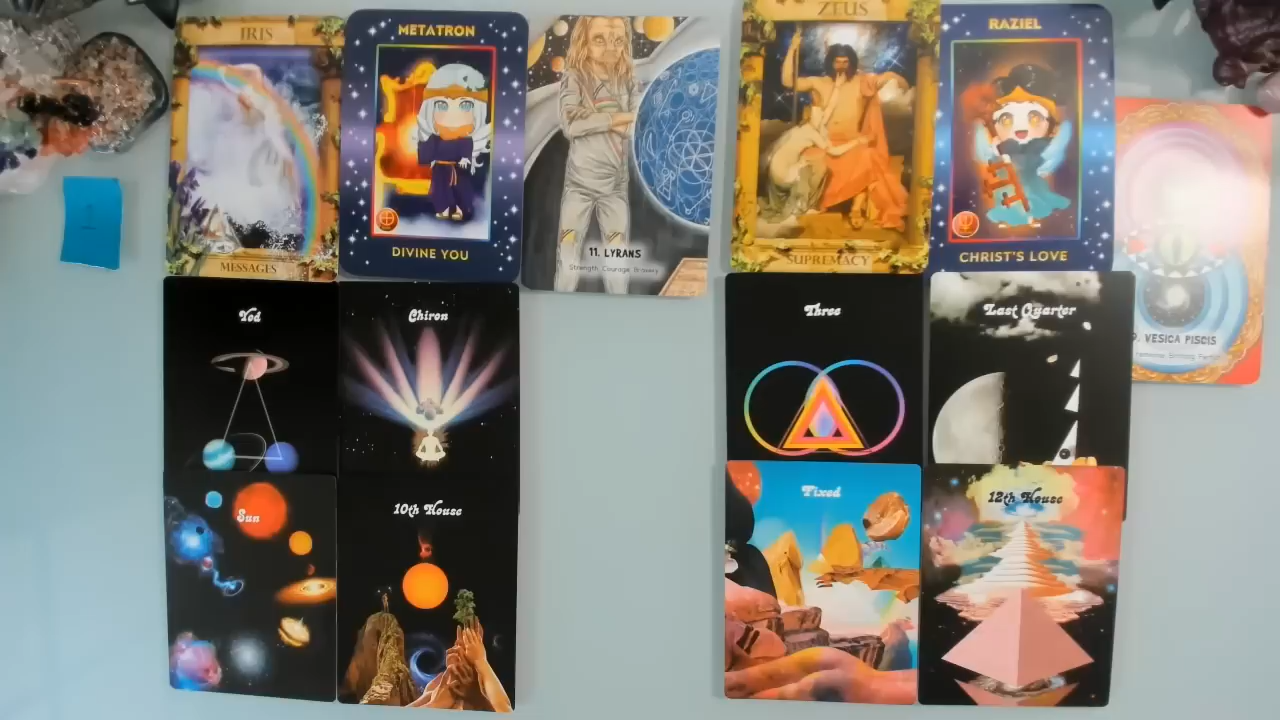 IRIS
MESSAGES
METATRON
DIVINE YOU
11. LYRANS
Strength, Courage, Bravery
ZEUS
SUPREMACY
RAZIEL
CHRIST'S LOVE
9. VESICA PISCIS
Yod
Chiron
Three
Last Quarter
Sun
10th House
Fixed
12th House